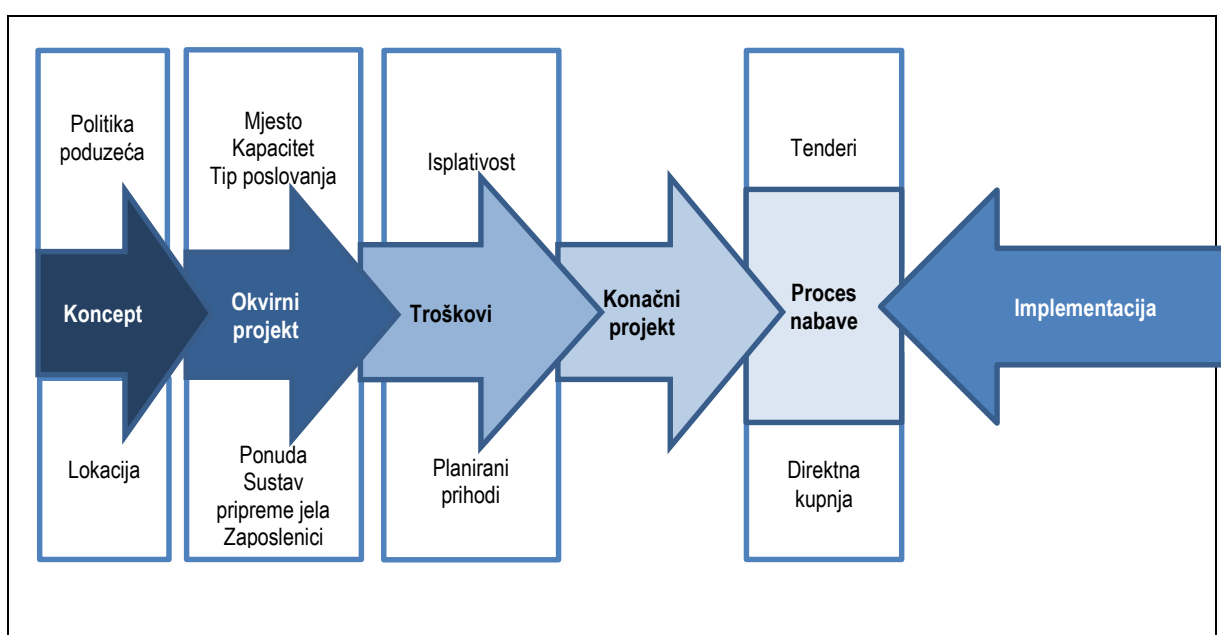 Politika
poduzeća
Koncept
Lokacija
Mjesto
Kapacitet
Tip poslovanja
Okvirni
projekt
Ponuda
Sustav
pripreme jela
Zaposlenici
Isplativost
Troškovi
Planirani
prihodi
Konačni
projekt
Tenderi
Proces
nabave
Direktna
kupnja
Implementacija